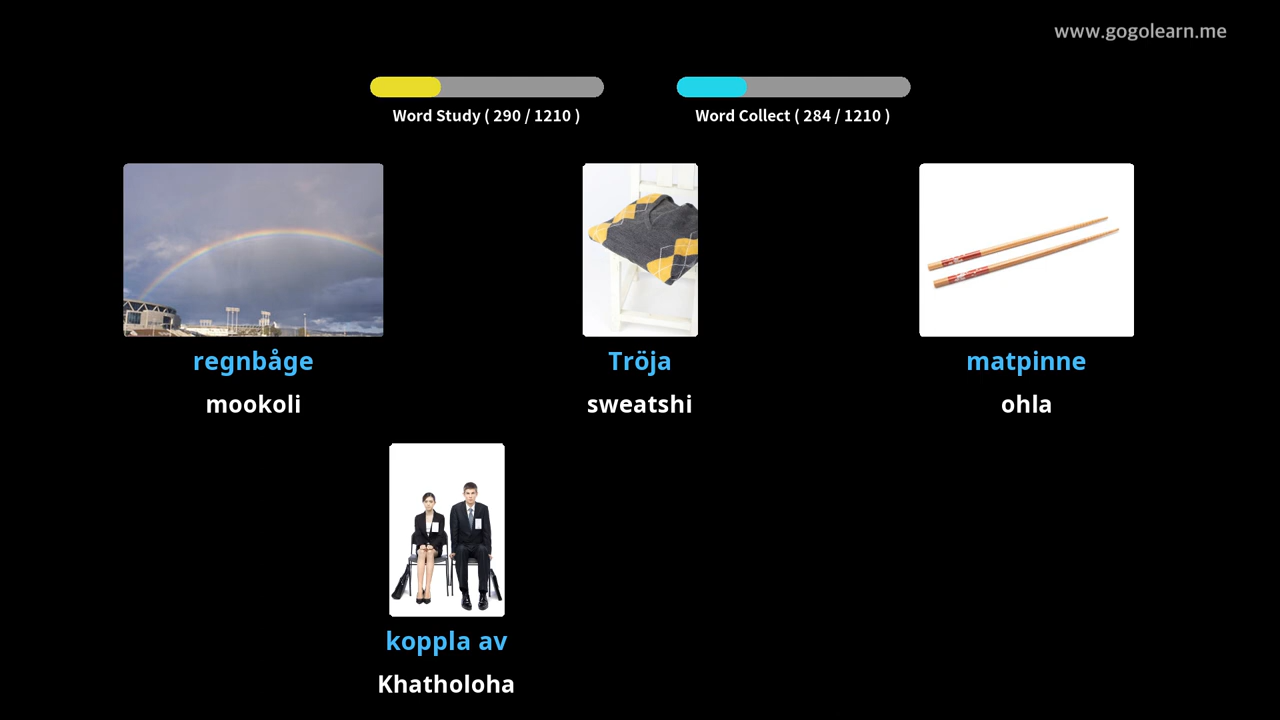 www.gogolearn.me
Word Study ( 290 / 1210 )
Word Collect ( 284 / 1210 )
regnbåge
mookoli
Tröja
sweatshi
matpinne
ohla
koppla av
Khatholoha